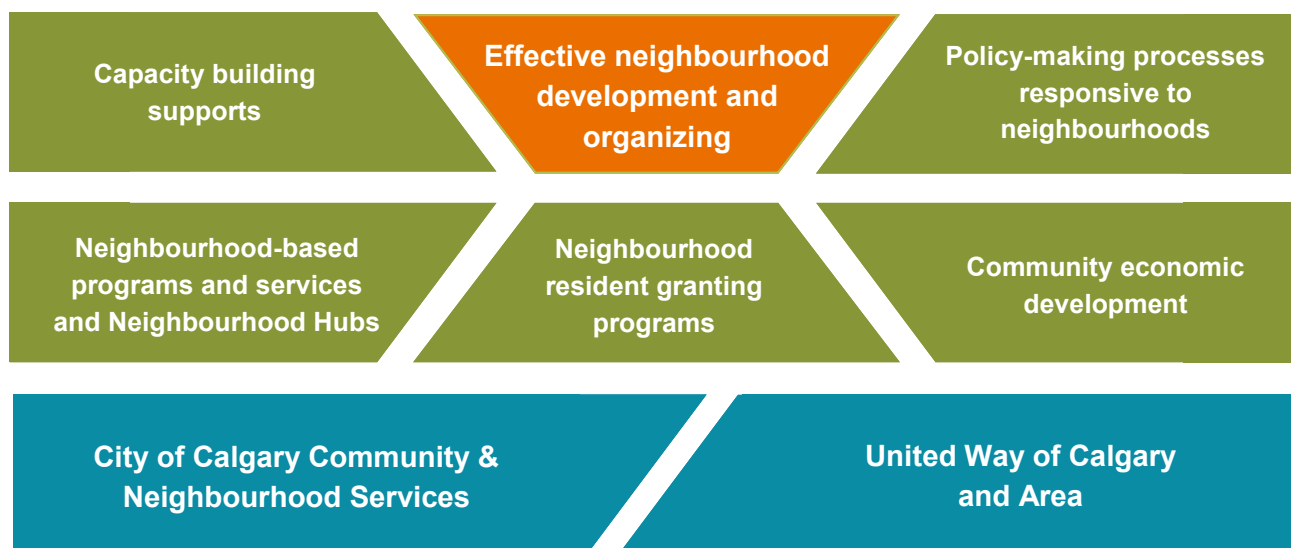 Capacity building
supports
Effective neighbourhood
development and
organizing
Policy-making processes
responsive to
neighbourhoods
Neighbourhood-based
programs and services
and Neighbourhood Hubs
Neighbourhood
resident granting
programs
Community economic
development
City of Calgary Community &
Neighbourhood Services
United Way of Calgary
and Area